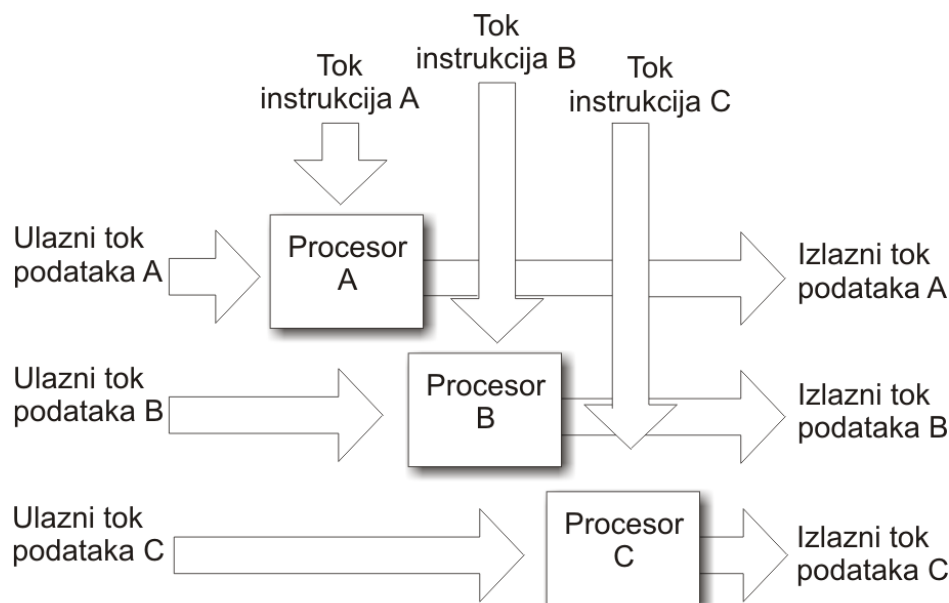 Tok
instrukcija A
Tok
instrukcija B
Tok
instrukcija C
Ulazni tok
podataka A
Procesor
A
Izlazni tok
podataka A
Ulazni tok
podataka B
Procesor
B
Izlazni tok
podataka B
Ulazni tok
podataka C
Procesor
C
Izlazni tok
podataka C